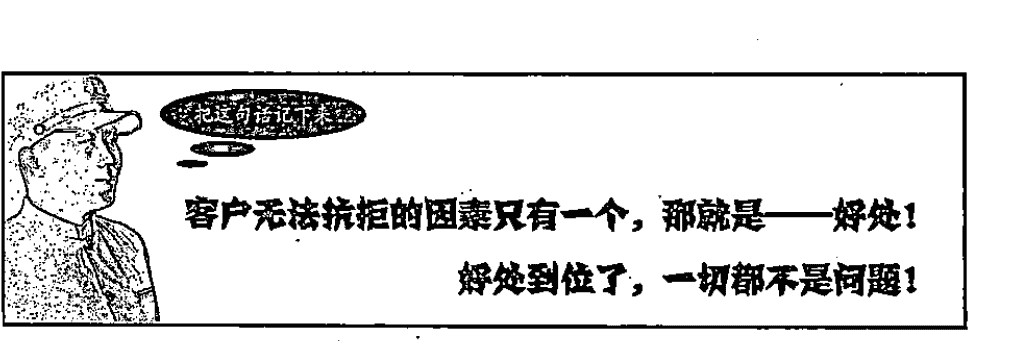 把这句话记下来
客户无法抗拒的因素只有一个，那就是——好处！
好处到位了，一切都不是问题！